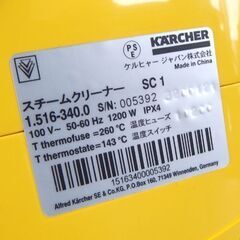 KÄRCHER
PSE
ケルヒャー ジャパン株式会社
Made in China
スチームクリーナー SC 1
1.516-340.0 S/N: 005392
100 V~ 50-60 Hz 1200 W IPX4
T thermofuse =260°C 温度ヒューズ
T thermostate =143°C 温度スイッチ
15163400005392
Alfred Kärcher SE & Co.KG, P.O.Box 160, 71349 Winnenden, Germany